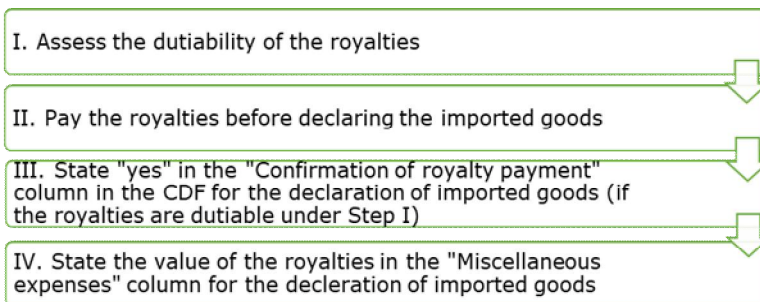 I. Assess the dutiability of the royalties
II. Pay the royalties before declaring the imported goods
III. State "yes" in the "Confirmation of royalty payment"
column in the CDF for the declaration of imported goods (if
the royalties are dutiable under Step I)
IV. State the value of the royalties in the "Miscellaneous
expenses" column for the decleration of imported goods